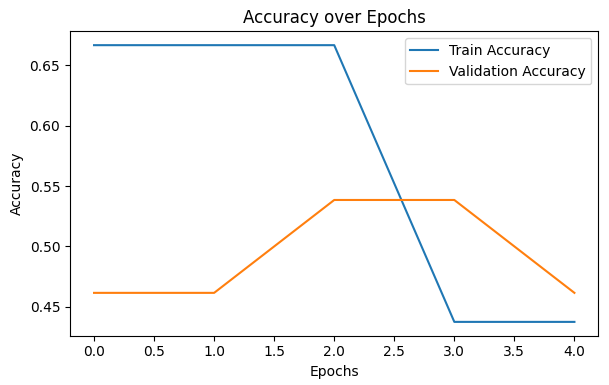 Accuracy over Epochs
Train Accuracy
Validation Accuracy
Accuracy
0.65
0.60
0.55
0.50
0.45
0.0 0.5 1.0 1.5 2.0 2.5 3.0 3.5 4.0
Epochs